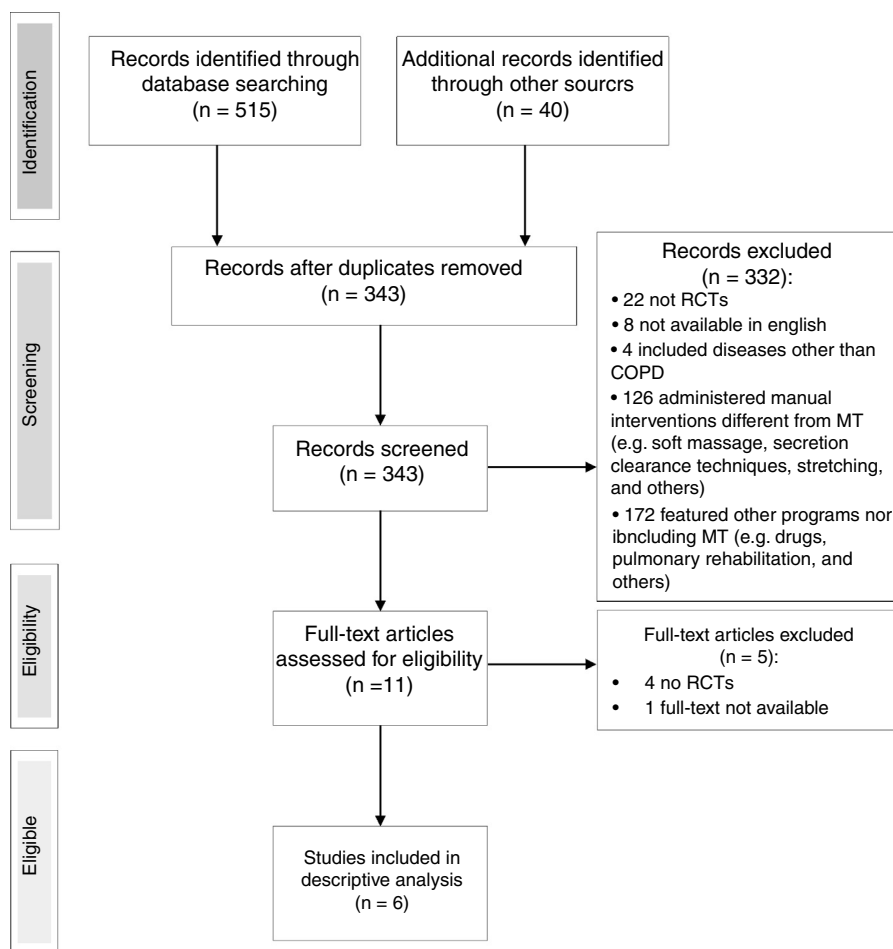 Identification
Records identified through
database searching
(n = 515)
Additional records identified
through other sourcrs
(n = 40)
Screening
Records after duplicates removed
(n = 343)
Records screened
(n = 343)
Records excluded
(n = 332):
• 22 not RCTs
• 8 not available in english
• 4 included diseases other than
COPD
• 126 administered manual
interventions different from MT
(e.g. soft massage, secretion
clearance techniques, stretching,
and others)
• 172 featured other programs nor
ibncluding MT (e.g. drugs,
pulmonary rehabilitation, and
others)
Eligibility
Full-text articles
assessed for eligibility
(n =11)
Full-text articles excluded
(n = 5):
• 4 no RCTs
• 1 full-text not available
Eligible
Studies included in
descriptive analysis
(n = 6)